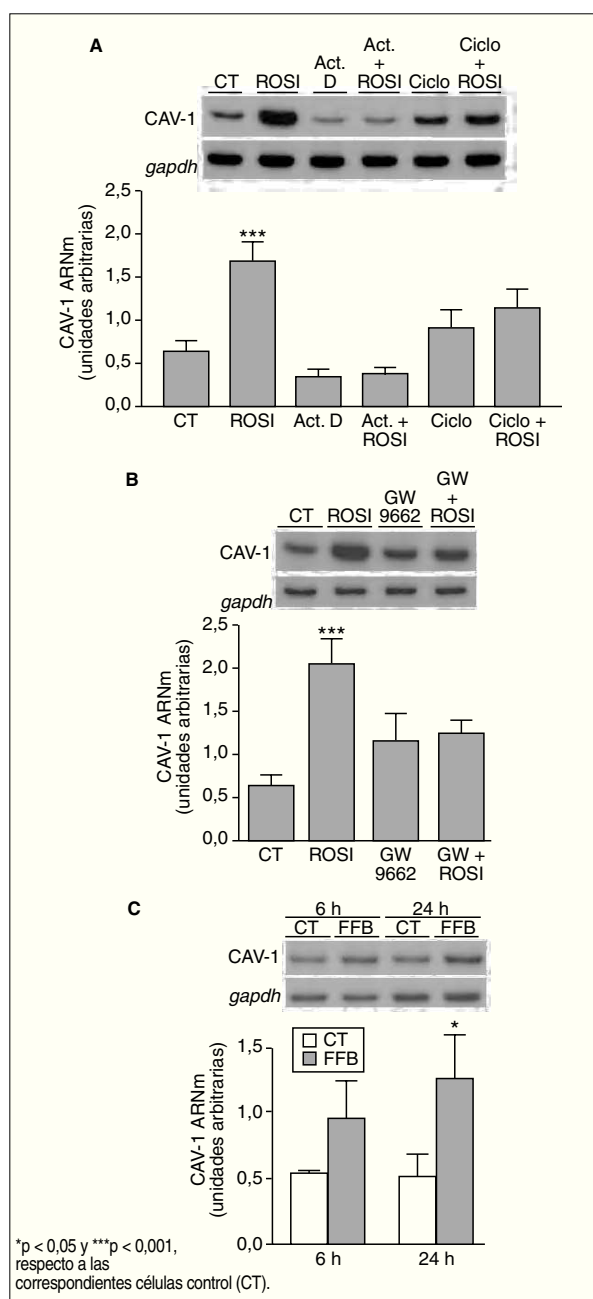 A
CT
ROSI
Act.
D
Act.
+
ROSI
Ciclo
Ciclo
+
ROSI
CAV-1
gapdh
CAV-1 ARNm
(unidades arbitrarias)
2,5
2,0
1,5
1,0
0,5
0,0
***
CT
ROSI
Act. D
Act. +
ROSI
Ciclo
Ciclo +
ROSI
B
CT
ROSI
GW
9662
GW
+
ROSI
CAV-1
gapdh
CAV-1 ARNm
(unidades arbitrarias)
2,5
2,0
1,5
1,0
0,5
0,0
***
CT
ROSI
GW
9662
GW +
ROSI
C
6 h
24 h
CT
FFB
CT
FFB
CAV-1
gapdh
CAV-1 ARNm
(unidades arbitrarias)
1,5
1,0
0,5
0,0
CT
FFB
*
6 h
24 h
*p < 0,05 y ***p < 0,001,
respecto a las
correspondientes células control (CT).